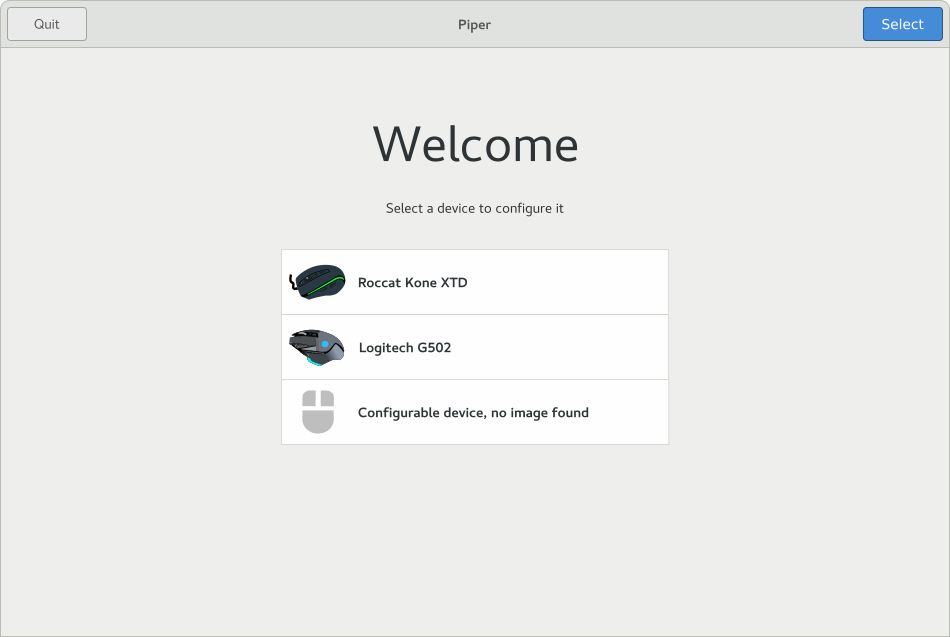 Quit
Piper
Select
Welcome
Select a device to configure it
Roccat Kone XTD
Logitech G502
Configurable device, no image found